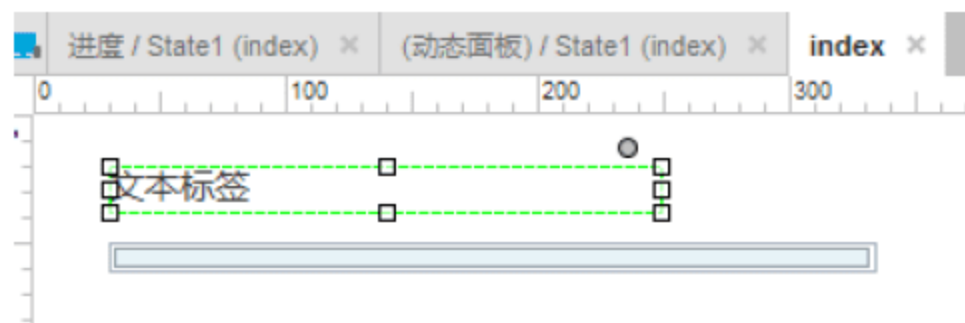 进度 / State1 (index) × (动态面板) / State1 (index) × index ×
0 100 200 300
文本标签